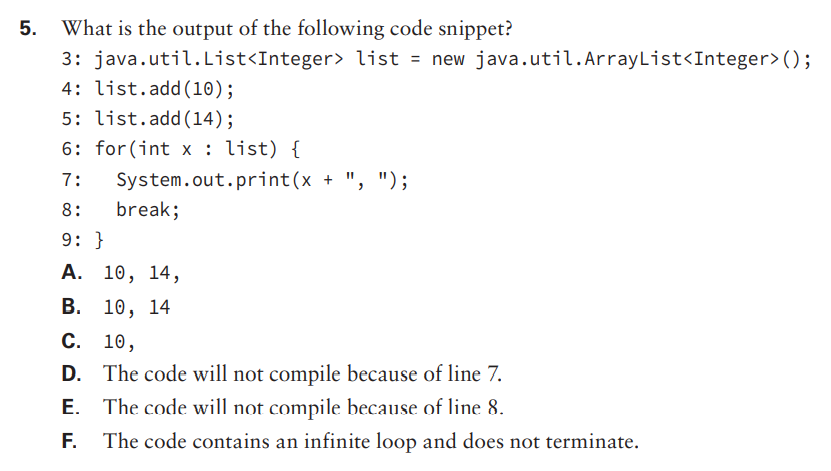 5. What is the output of the following code snippet?
3: java.util.List<Integer> list = new java.util.ArrayList<Integer>();
4: list.add(10);
5: list.add(14);
6: for(int x : list) {
7:   System.out.print(x + ", ");
8:   break;
9: }
A. 10, 14,
B. 10, 14
C. 10,
D. The code will not compile because of line 7.
E. The code will not compile because of line 8.
F. The code contains an infinite loop and does not terminate.